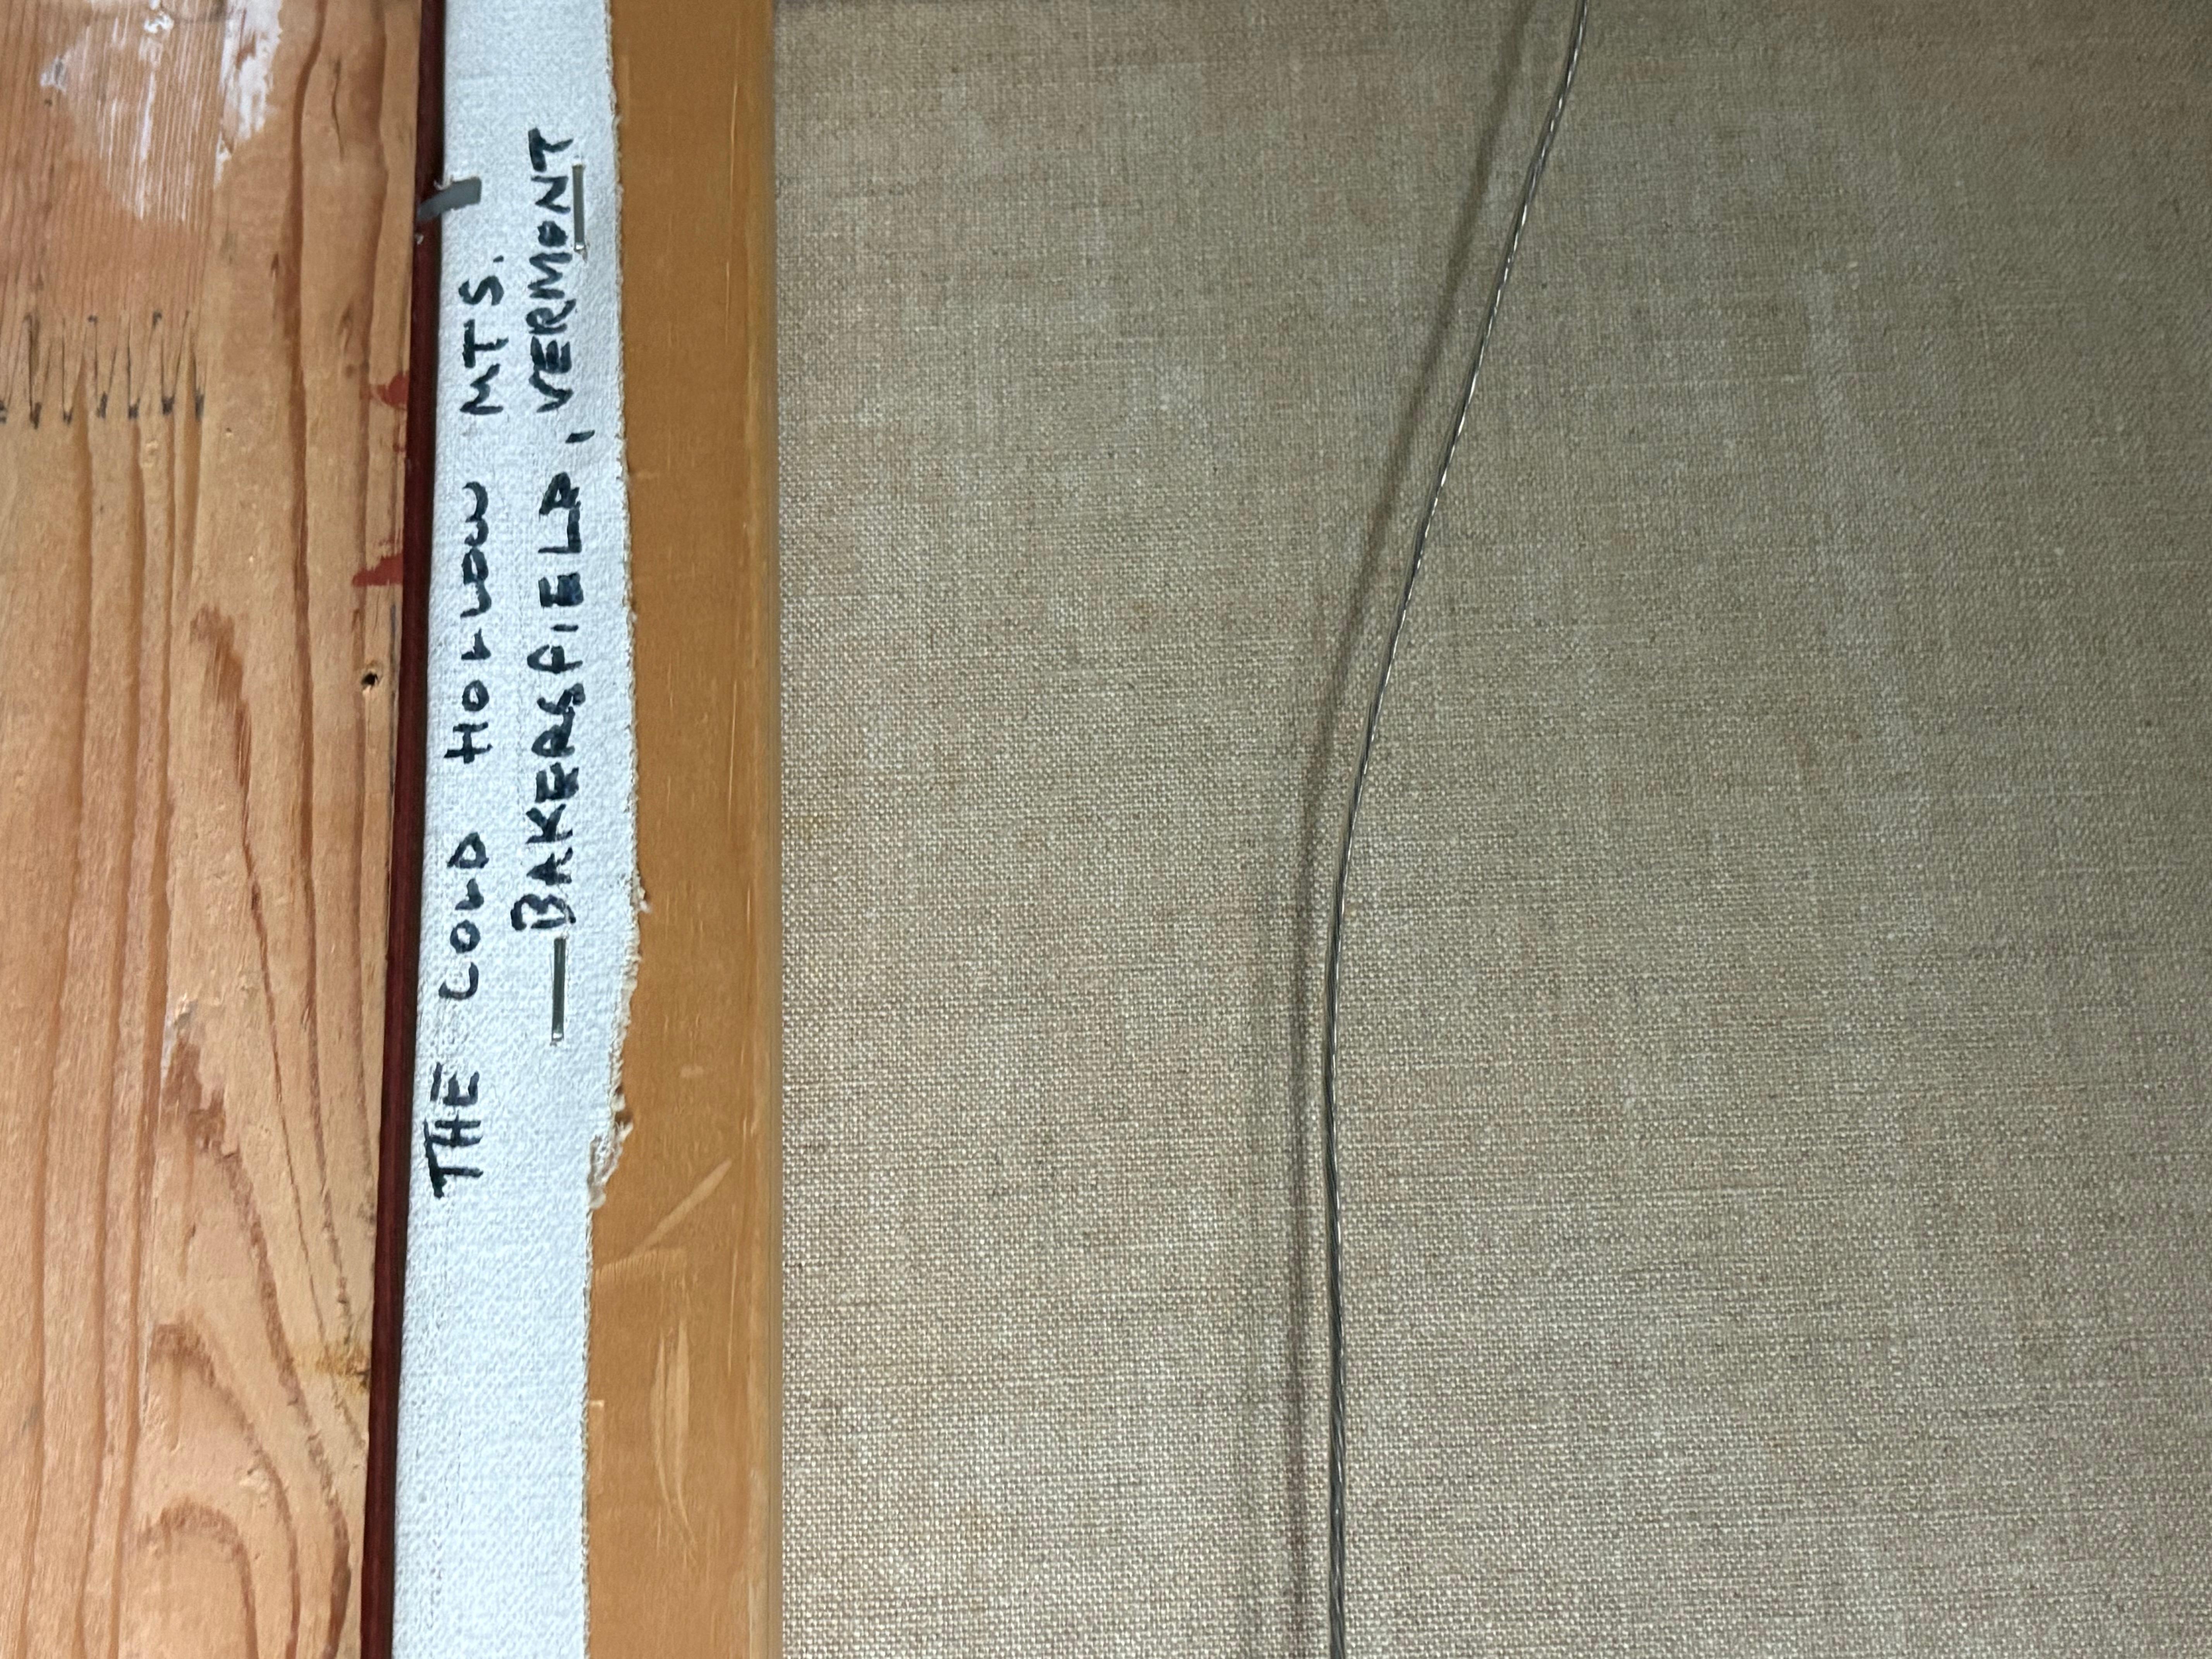 THE COLD HOLLOW MTS.
BAKERSFIELD, VERMONT